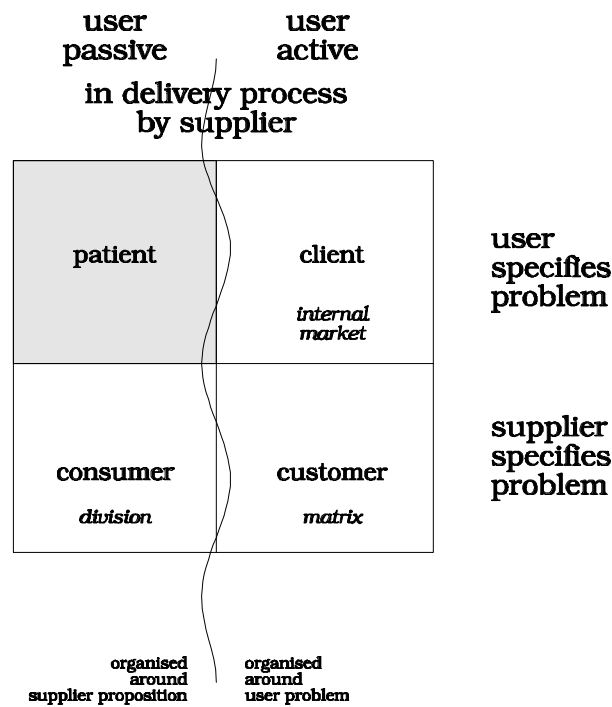 user
passive
user
active
in delivery process
by supplier
patient
client
internal
market
user
specifies
problem
consumer
division
customer
matrix
supplier
specifies
problem
organised
around
supplier proposition
organised
around
user problem